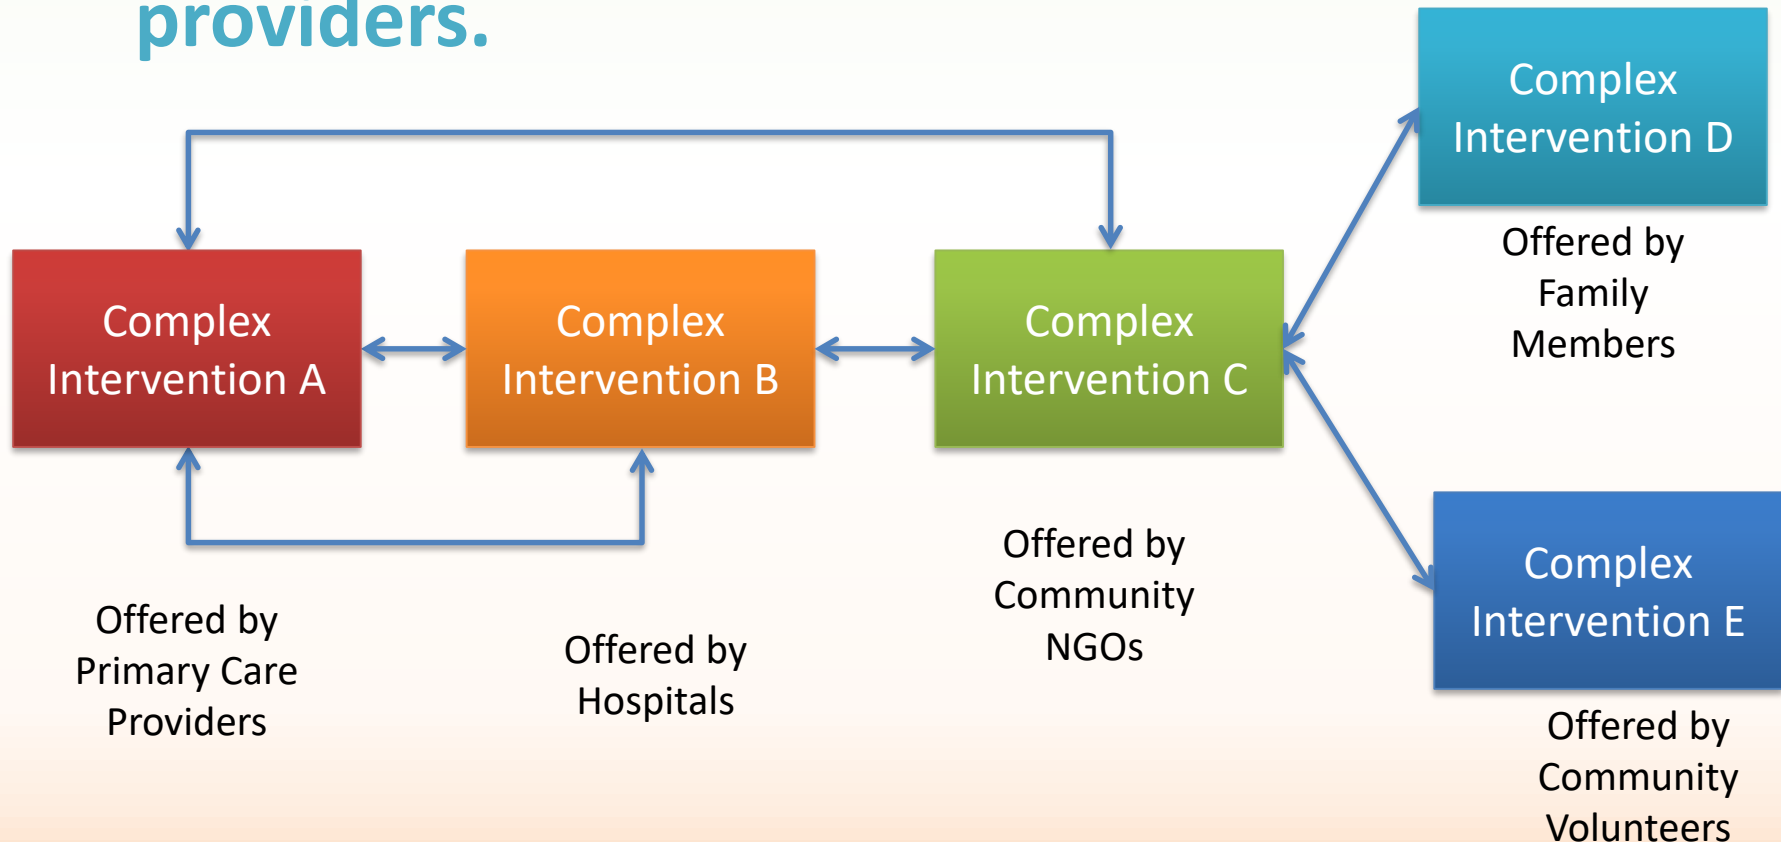 providers.
Complex
Intervention D
Offered by
Family
Members
Complex
Intervention A
Complex
Intervention B
Complex
Intervention C
Offered by
Primary Care
Providers
Offered by
Hospitals
Offered by
Community
NGOs
Complex
Intervention E
Offered by
Community
Volunteers